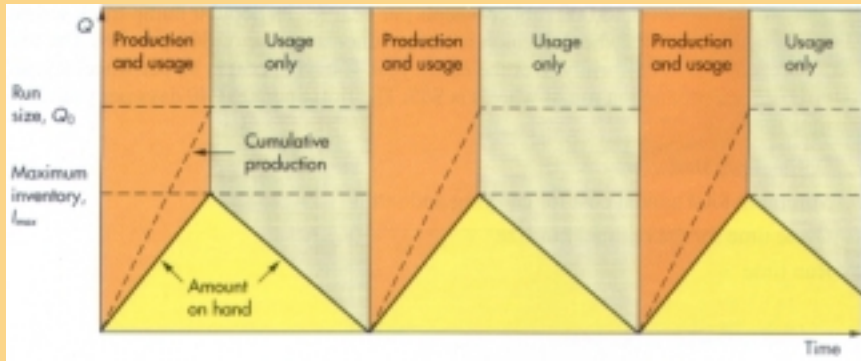 Q
Production
and usage
Usage
only
Production
and usage
Usage
only
Production
and usage
Usage
only
Run
size, Q₀
Cumulative
production
Maximum
inventory,
Iₘₐₓ
Amount
on hand
Time